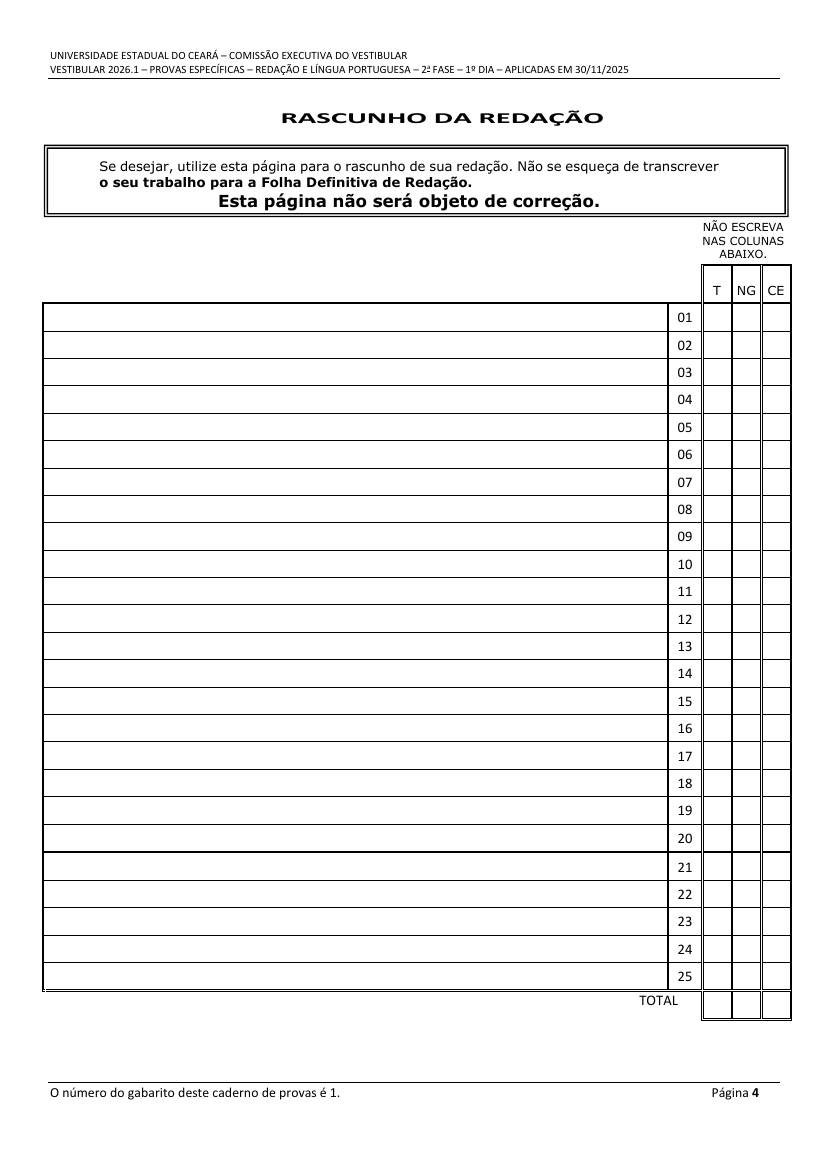 UNIVERSIDADE ESTADUAL DO CEARÁ – COMISSÃO EXECUTIVA DO VESTIBULAR
VESTIBULAR 2026.1 – PROVAS ESPECÍFICAS – REDAÇÃO E LÍNGUA PORTUGUESA – 2ª FASE – 1º DIA – APLICADAS EM 30/11/2025
RASCUNHO DA REDAÇÃO
Se desejar, utilize esta página para o rascunho de sua redação. Não se esqueça de transcrever
o seu trabalho para a Folha Definitiva de Redação.
Esta página não será objeto de correção.
NÃO ESCREVA
NAS COLUNAS
ABAIXO.
T NG CE
01
02
03
04
05
06
07
08
09
10
11
12
13
14
15
16
17
18
19
20
21
22
23
24
25
TOTAL
O número do gabarito deste caderno de provas é 1. Página 4